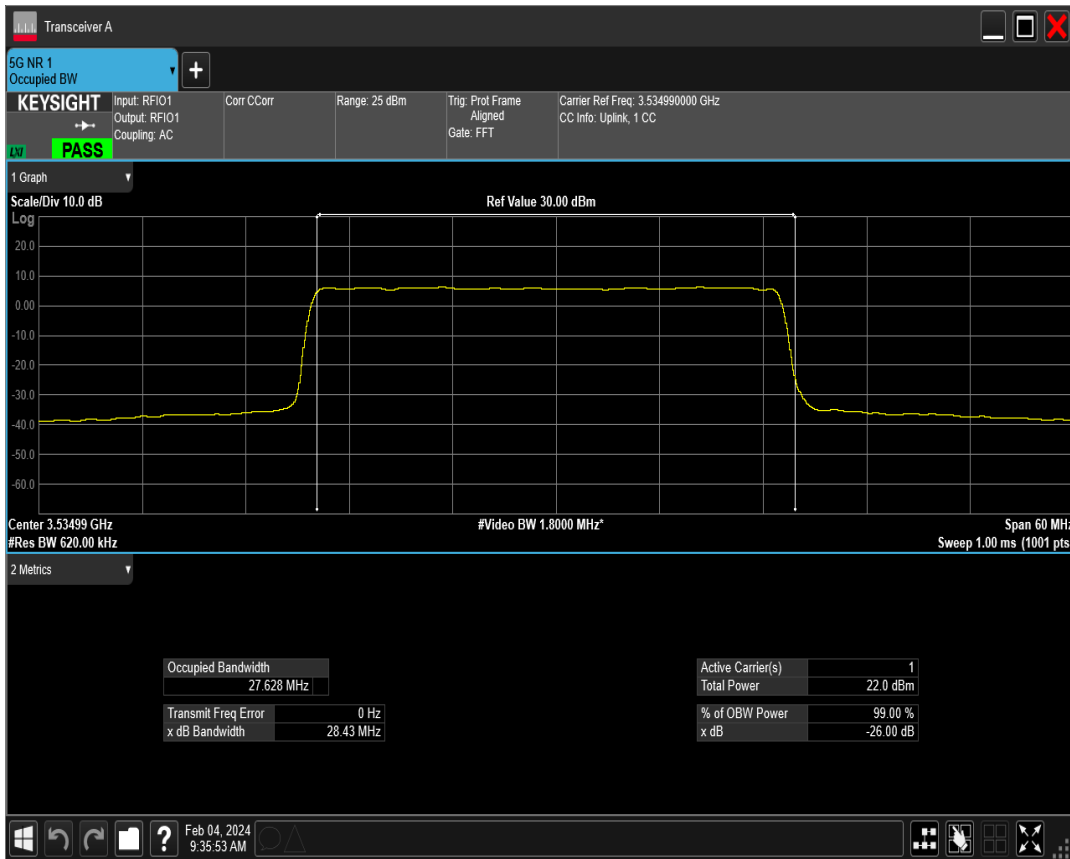 Transceiver A
5G NR 1
Occupied BW
+
KEYSIGHT
LXI
PASS
Input: RFIO1
Output: RFIO1
Coupling: AC
Corr CCorr
Range: 25 dBm
Trig: Prot Frame
Aligned
Gate: FFT
Carrier Ref Freq: 3.534990000 GHz
CC Info: Uplink, 1 CC
1 Graph
Scale/Div 10.0 dB
Ref Value 30.00 dBm
Log
20.0
10.0
0.00
-10.0
-20.0
-30.0
-40.0
-50.0
-60.0
Center 3.53499 GHz
#Video BW 1.8000 MHz*
Span 60 MHz
#Res BW 620.00 kHz
Sweep 1.00 ms (1001 pts
2 Metrics
Occupied Bandwidth
27.628 MHz
Transmit Freq Error 0 Hz
x dB Bandwidth 28.43 MHz
Active Carrier(s) 1
Total Power 22.0 dBm
% of OBW Power 99.00 %
x dB -26.00 dB
?
Feb 04, 2024
9:35:53 AM